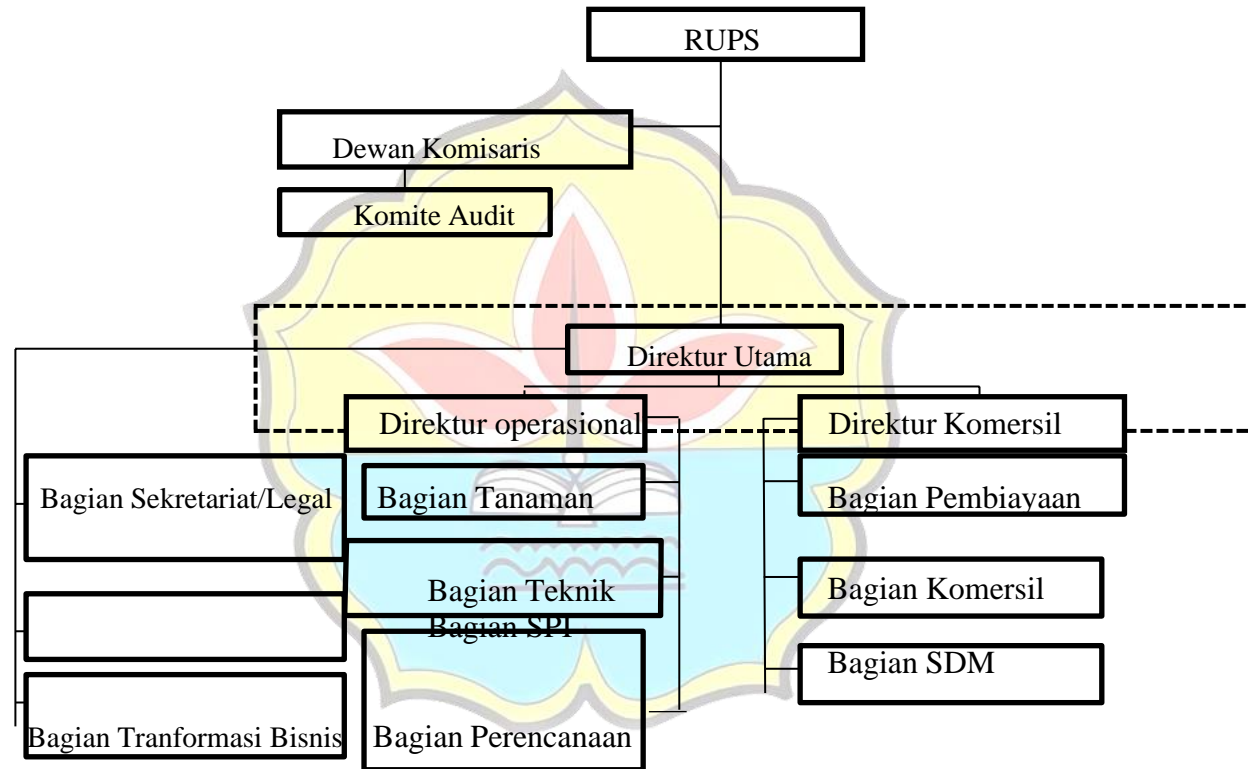 RUPS
Dewan Komisaris
Komite Audit
Direktur Utama
Direktur operasional
Direktur Komersil
Bagian Sekretariat/Legal
Bagian Tanaman
Bagian Pembiayaan
Bagian Teknik
Bagian Komersil
Bagian SPI
Bagian SDM
Bagian Tranformasi Bisnis
Bagian Perencanaan